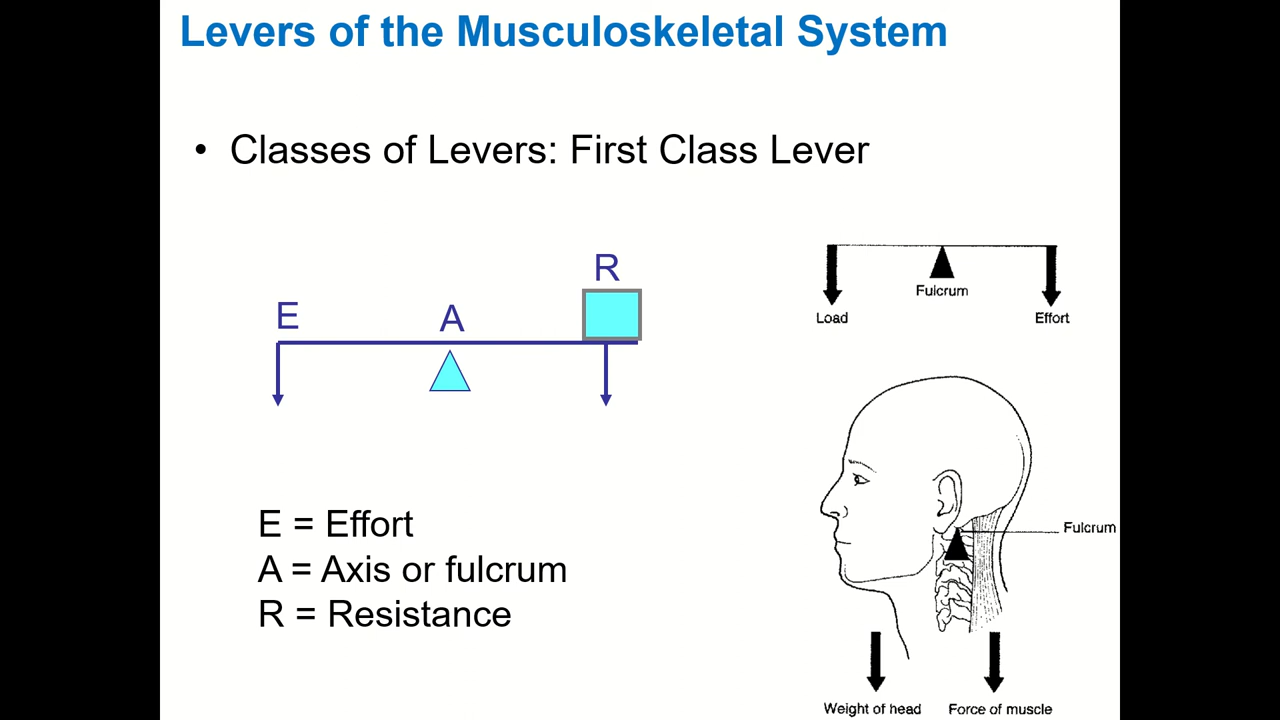 Levers of the Musculoskeletal System
• Classes of Levers: First Class Lever
R
E
A
E = Effort
A = Axis or fulcrum
R = Resistance
Fulcrum
Load
Effort
Fulcrum
Weight of head
Force of muscle